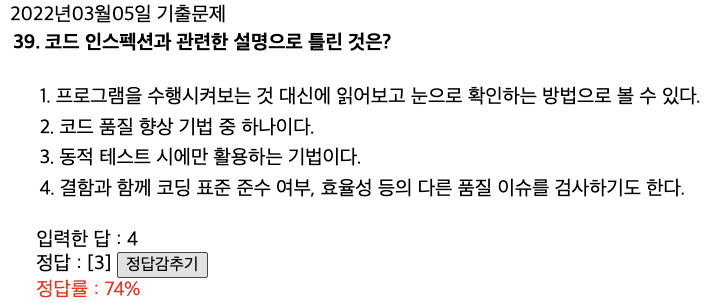 2022년03월05일 기출문제
39. 코드 인스펙션과 관련한 설명으로 틀린 것은?
1. 프로그램을 수행시켜보는 것 대신에 읽어보고 눈으로 확인하는 방법으로 볼 수 있다.
2. 코드 품질 향상 기법 중 하나이다.
3. 동적 테스트 시에만 활용하는 기법이다.
4. 결함과 함께 코딩 표준 준수 여부, 효율성 등의 다른 품질 이슈를 검사하기도 한다.
입력한 답 : 4
정답 : [3] 정답감추기
정답률 : 74%